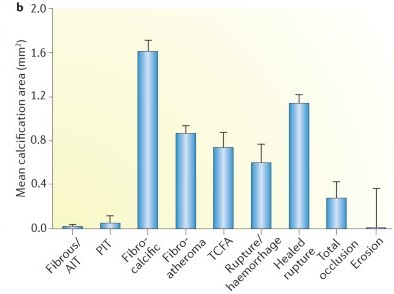 b
Mean calcification area (mm²)
2.0
1.6
1.2
0.8
0.4
0.0
Fibrous/
AIT
PIT
Fibro-
calcific
Fibro-
atheroma
TCFA
Rupture/
haemorrhage
Healed
rupture
Total
occlusion
Erosion